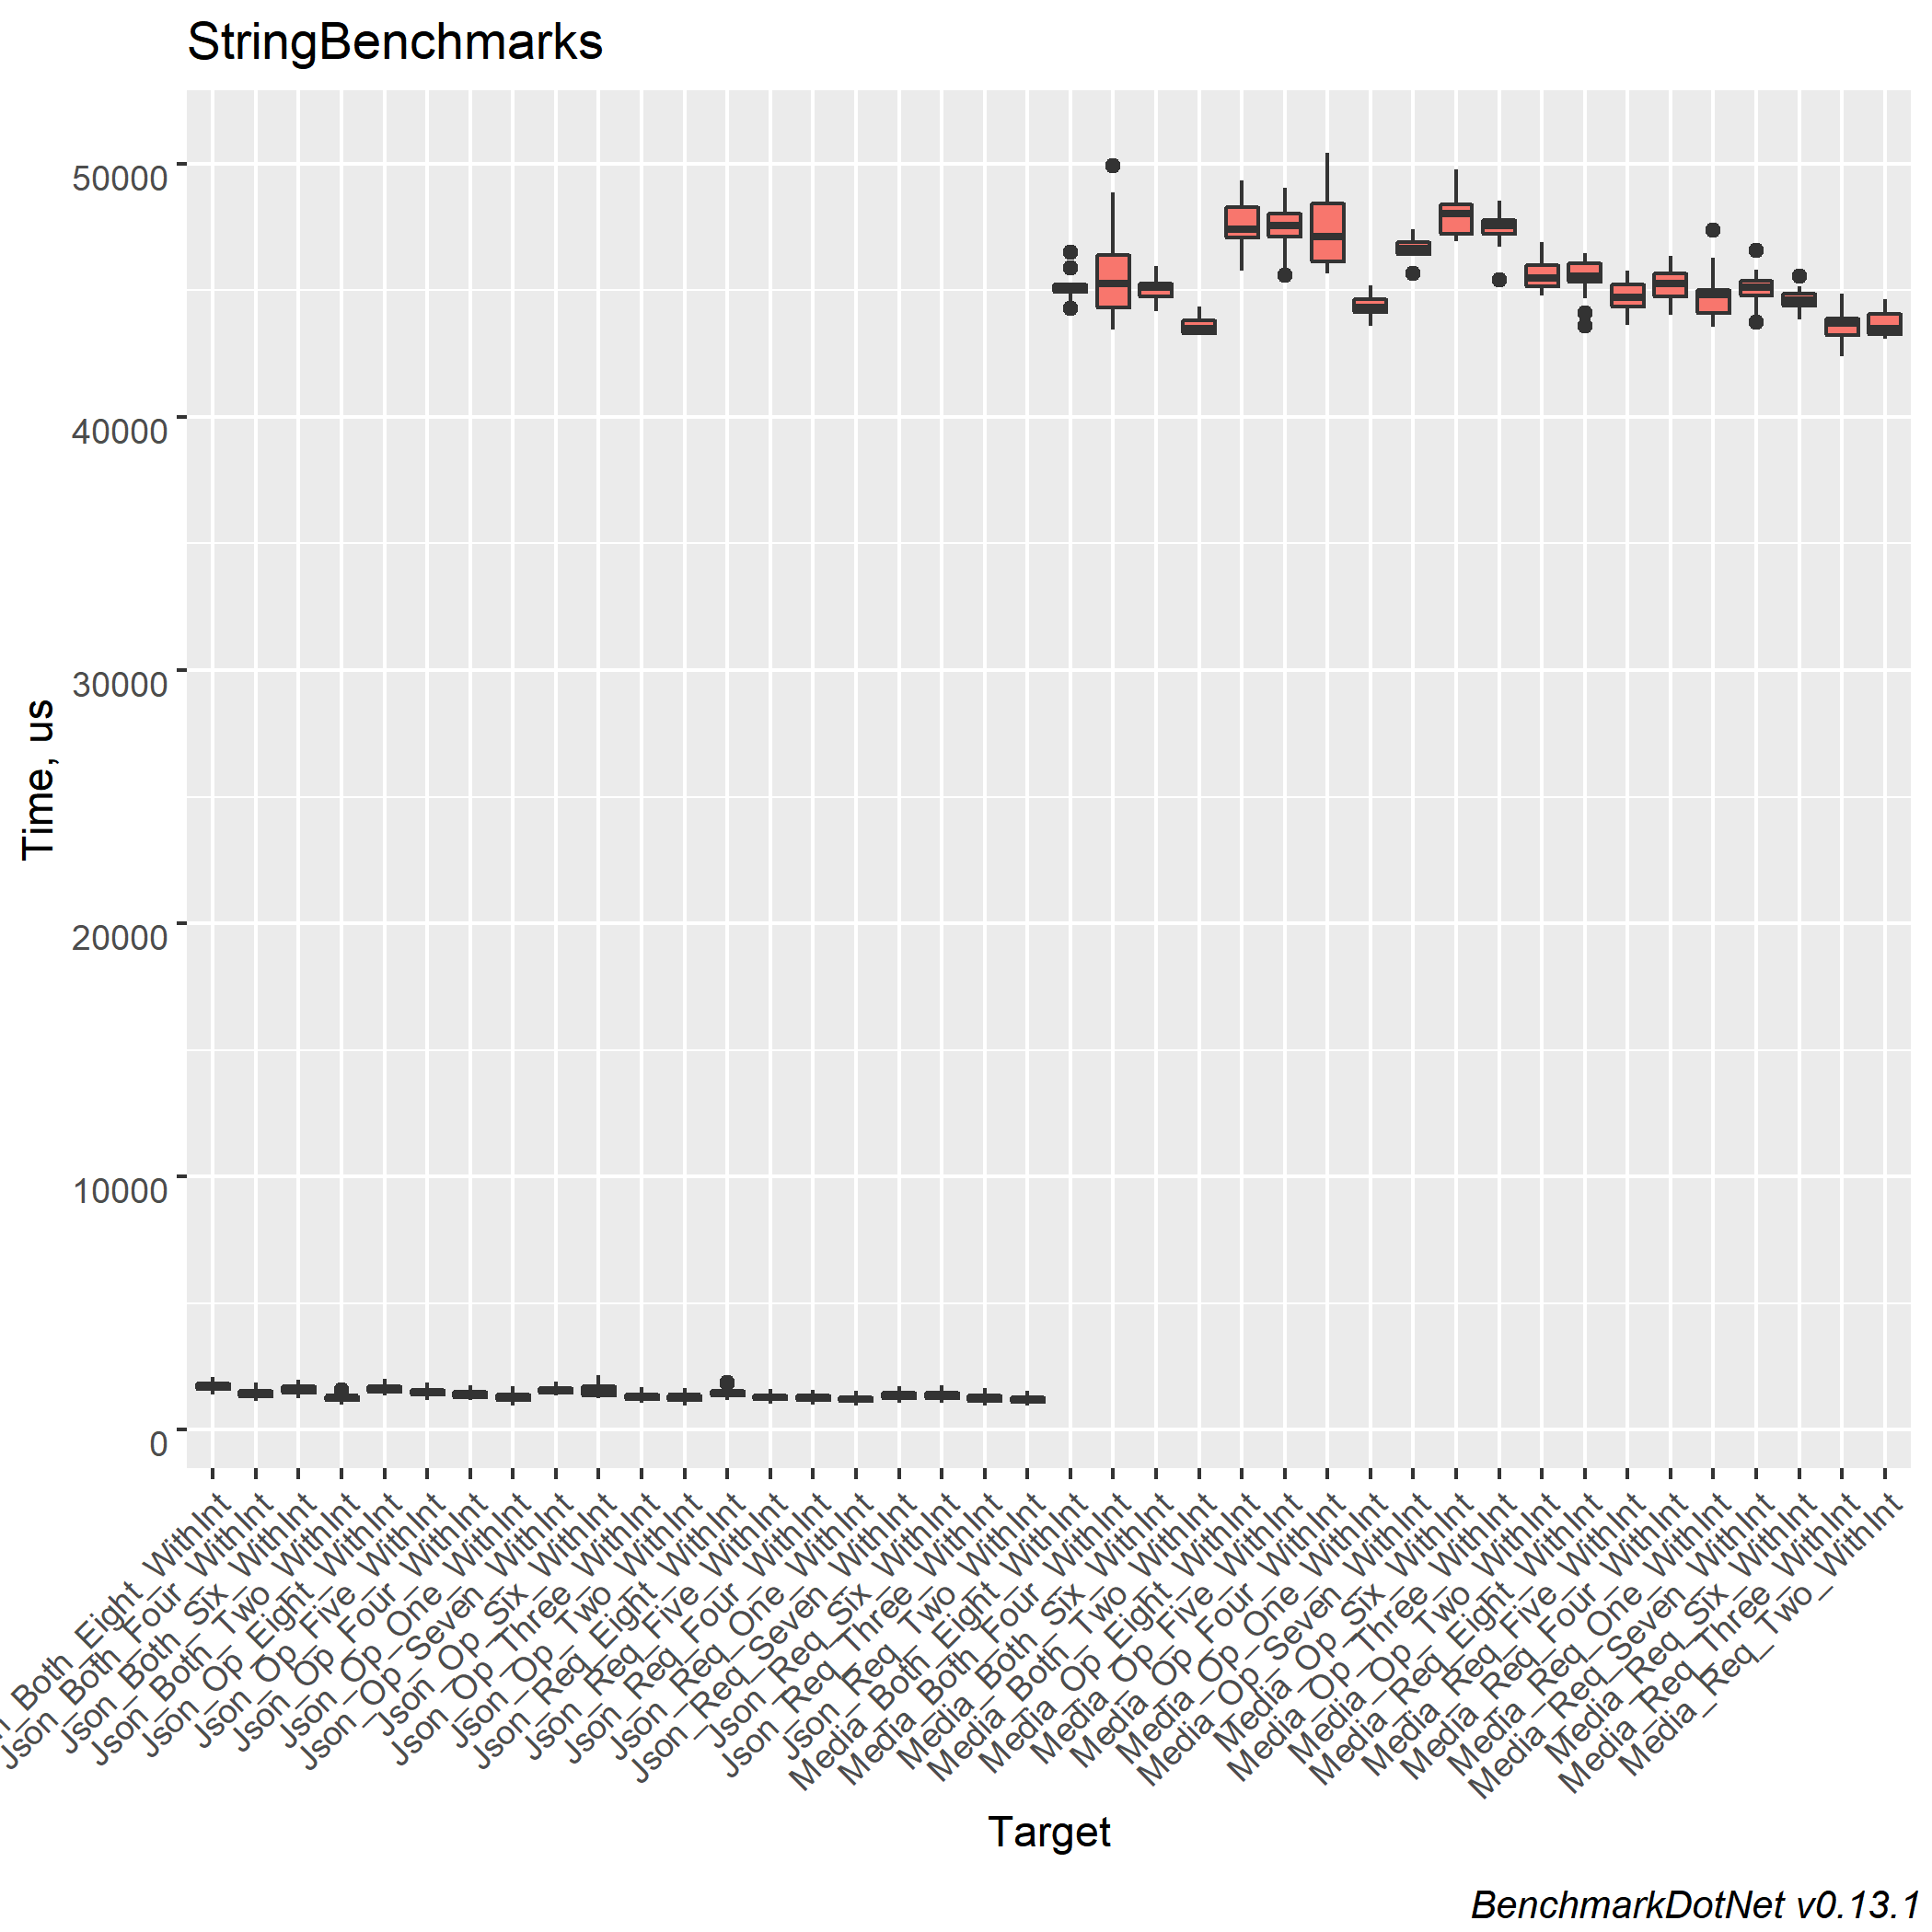 StringBenchmarks
50000
40000
30000
20000
10000
0
Time, us
n_Both_Eight_WithInt
Json_Both_Four_WithInt
Json_Both_Six_WithInt
Json_Both_Two_WithInt
Json_Op_Eight_WithInt
Json_Op_Five_WithInt
Json_Op_Four_WithInt
Json_Op_One_WithInt
Json_Op_Seven_WithInt
Json_Op_Six_WithInt
Json_Op_Three_WithInt
Json_Op_Two_WithInt
Json_Req_Eight_WithInt
Json_Req_Five_WithInt
Json_Req_Four_WithInt
Json_Req_One_WithInt
Json_Req_Seven_WithInt
Json_Req_Six_WithInt
Json_Req_Three_WithInt
Json_Req_Two_WithInt
Media_Both_Eight_WithInt
Media_Both_Four_WithInt
Media_Both_Six_WithInt
Media_Both_Two_WithInt
Media_Op_Eight_WithInt
Media_Op_Five_WithInt
Media_Op_Four_WithInt
Media_Op_One_WithInt
Media_Op_Seven_WithInt
Media_Op_Six_WithInt
Media_Op_Three_WithInt
Media_Op_Two_WithInt
Media_Req_Eight_WithInt
Media_Req_Five_WithInt
Media_Req_Four_WithInt
Media_Req_One_WithInt
Media_Req_Seven_WithInt
Media_Req_Six_WithInt
Media_Req_Three_WithInt
Media_Req_Two_WithInt
Target
BenchmarkDotNet v0.13.1